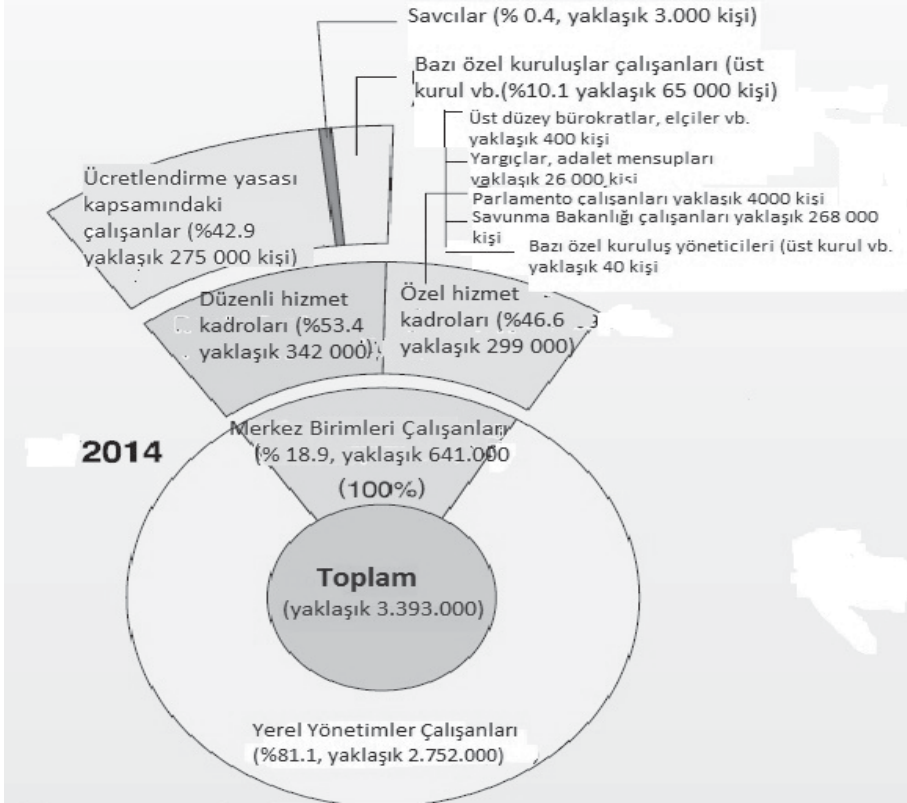 Savcılar (% 0.4, yaklaşık 3.000 kişi)
Bazı özel kuruluşlar çalışanları (üst
kurul vb.(%10.1 yaklaşık 65 000 kişi)
Üst düzey bürokratlar, elçiler vb.
yaklaşık 400 kişi
Yargıçlar, adalet mensupları
yaklaşık 26 000 kişi
Parlamento çalışanları yaklaşık 4000 kişi
Savunma Bakanlığı çalışanları yaklaşık 268 000
kişi
Bazı özel kuruluş yöneticileri (üst kurul vb.
yaklaşık 40 kişi
Ücretlendirme yasası
kapsamındaki
çalışanlar (%42.9
yaklaşık 275 000 kişi)
Düzenli hizmet
kadroları (%53.4
yaklaşık 342 000)
Özel hizmet
kadroları (%46.6
yaklaşık 299 000)
Merkez Birimleri Çalışanları
(% 18.9, yaklaşık 641.000
(100%)
2014
Toplam
(yaklaşık 3.393.000)
Yerel Yönetimler Çalışanları
(%81.1, yaklaşık 2.752.000)